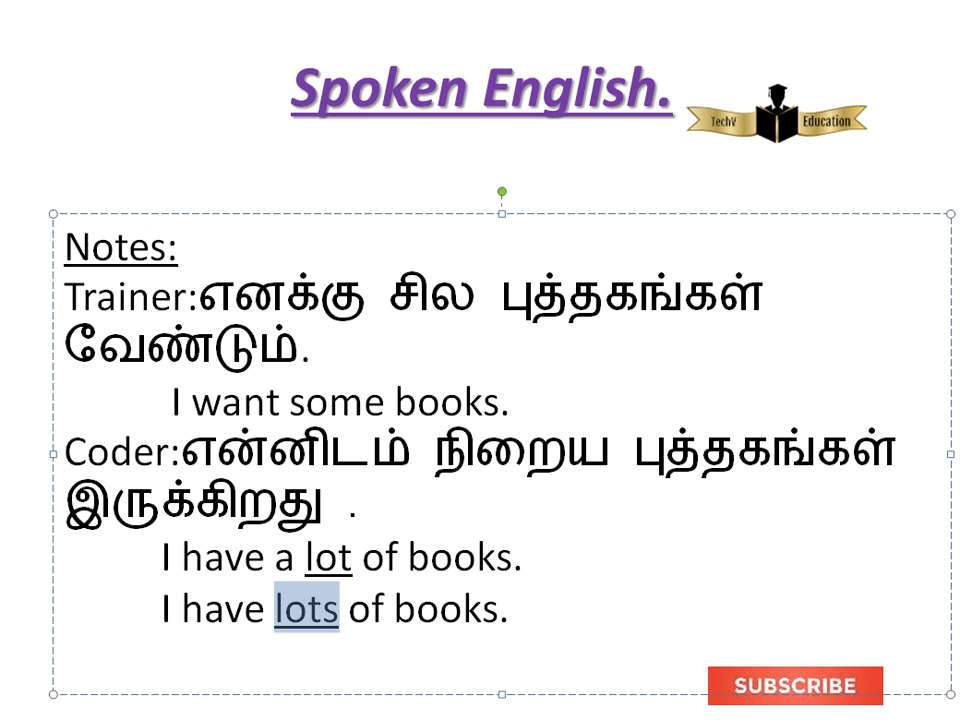 Spoken English.
TechV Education
Notes:
Trainer:எனக்கு சில புத்தகங்கள்
வேண்டும்.
I want some books.
Coder:என்னிடம் நிறைய புத்தகங்கள்
இருக்கிறது .
I have a lot of books.
I have lots of books.
SUBSCRIBE